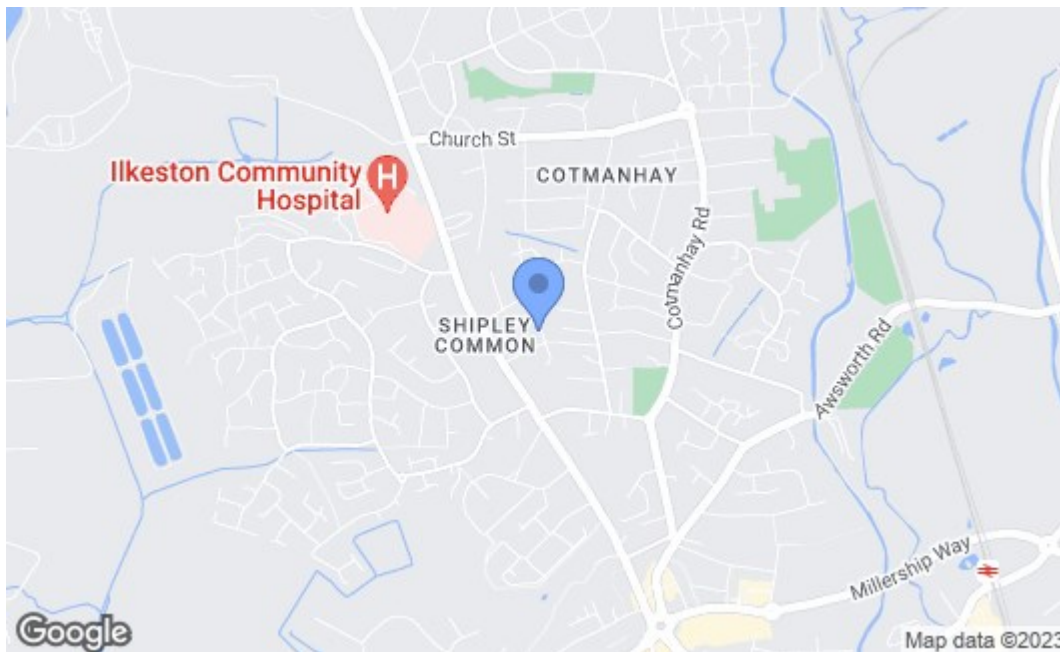 Church St
COTMANHAY
Ilkeston Community
Hospital
H
Cotmanhay Rd
SHIPLEY
COMMON
Awsworth Rd
Millership Way
Google
Map data ©2023